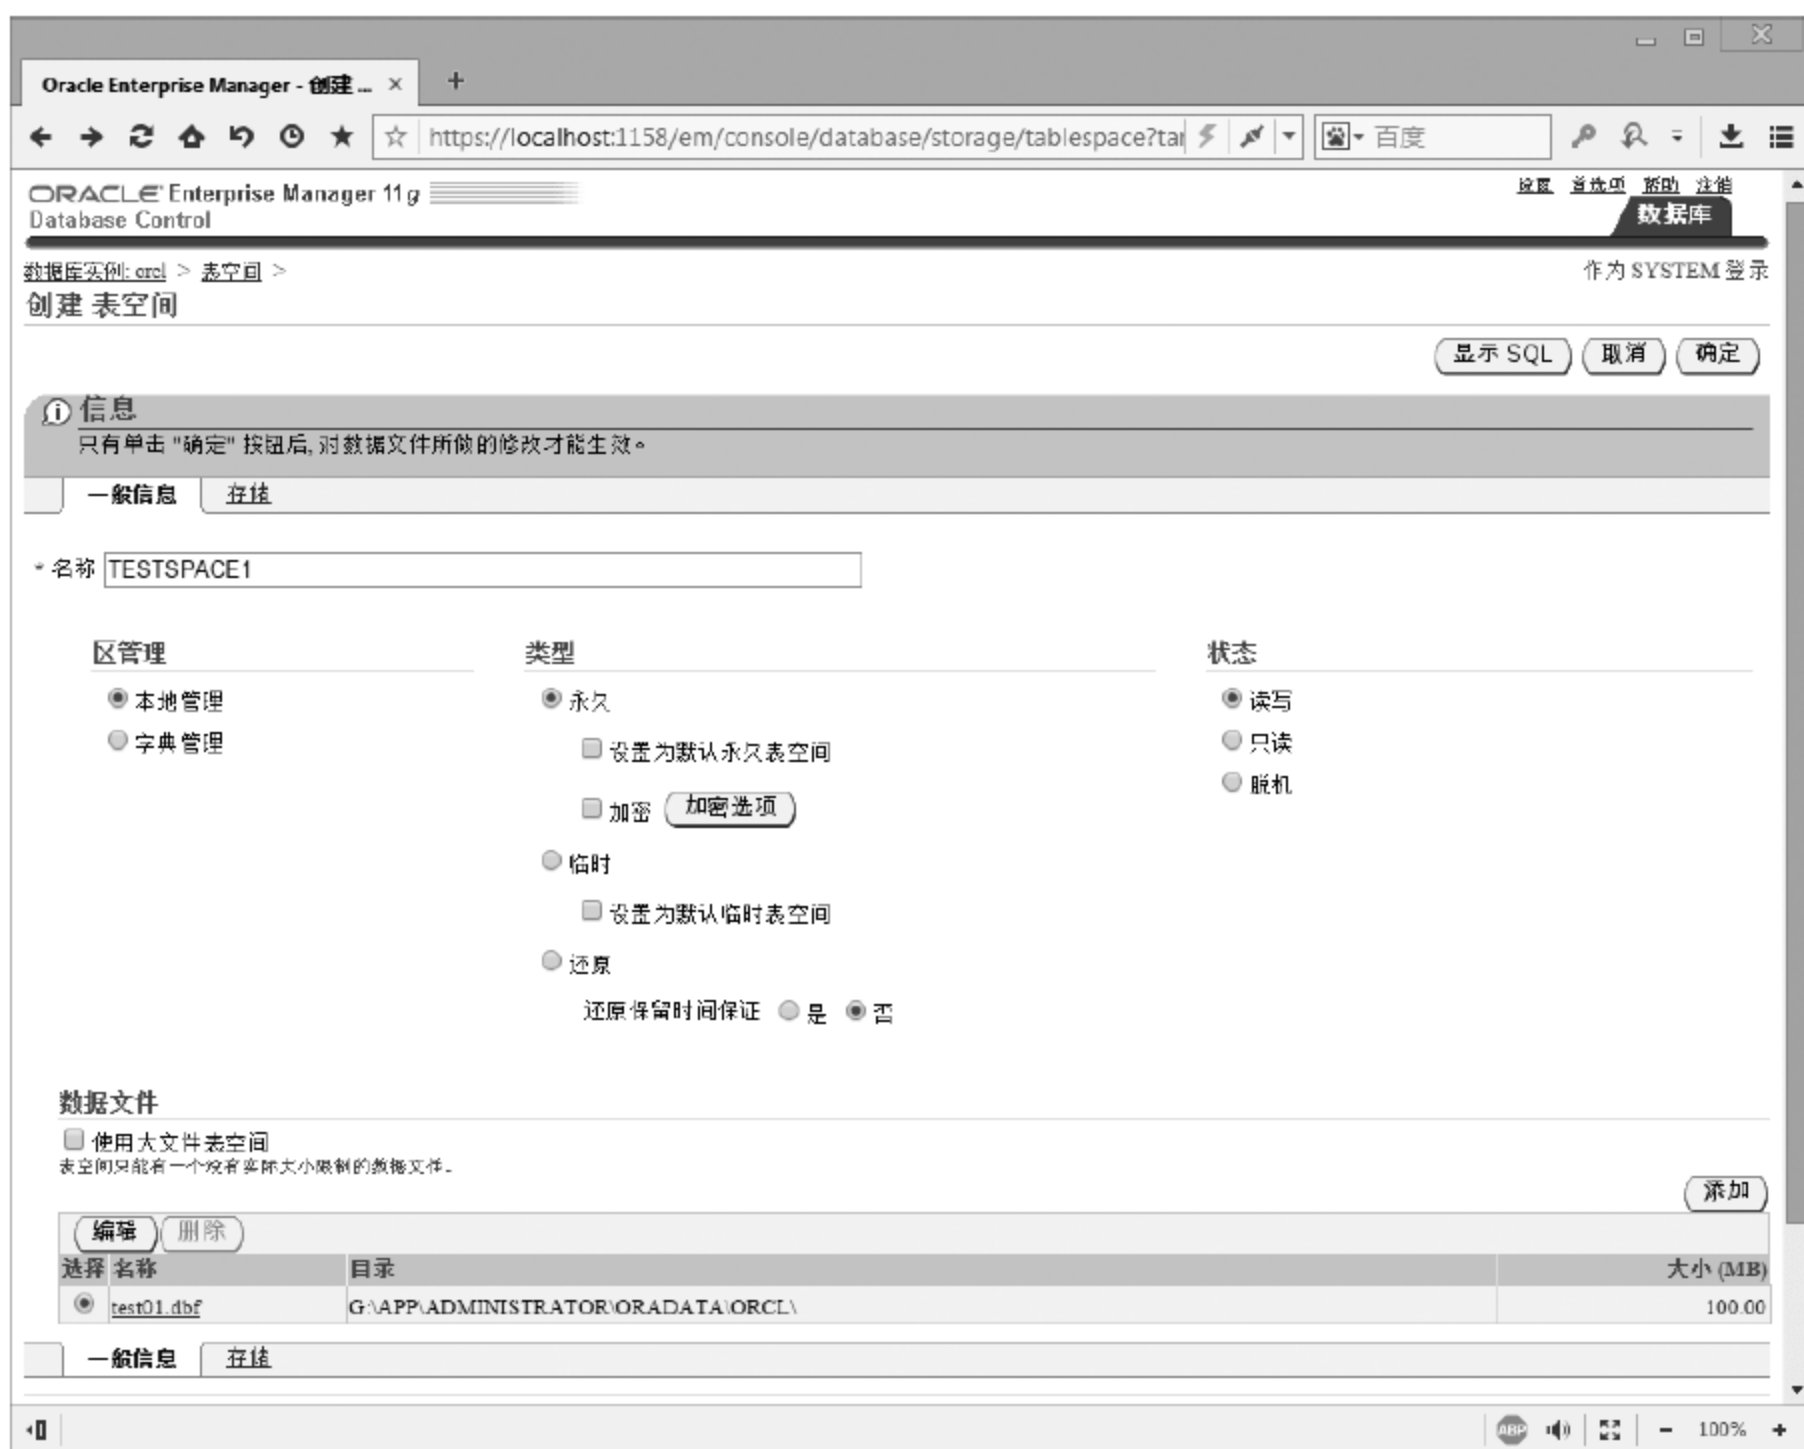 Oracle Enterprise Manager - 创建 ...
https://localhost:1158/em/console/database/storage/tablespace?tar
百度
ORACLE Enterprise Manager 11g
Database Control
设置 首选项 帮助 注销
数据库
数据库实例: orcl > 表空间 >
作为 SYSTEM 登录
创建 表空间
显示 SQL 取消 确定
信息
只有单击 "确定" 按钮后, 对数据文件所做的修改才能生效。
一般信息 存储
* 名称 TESTSPACE1
区管理 类型 状态
本地管理 永久 读写
字典管理 设置为默认永久表空间 只读
加密 加密选项 脱机
临时
设置为默认临时表空间
还原
还原保留时间保证 是 否
数据文件
使用大文件表空间
表空间只能有一个没有实际大小限制的数据文件。
添加
编辑 删除
选择 名称 目录 大小 (MB)
test01.dbf G:\APP\ADMINISTRATOR\ORADATA\ORCL\ 100.00
一般信息 存储
ABP 100%